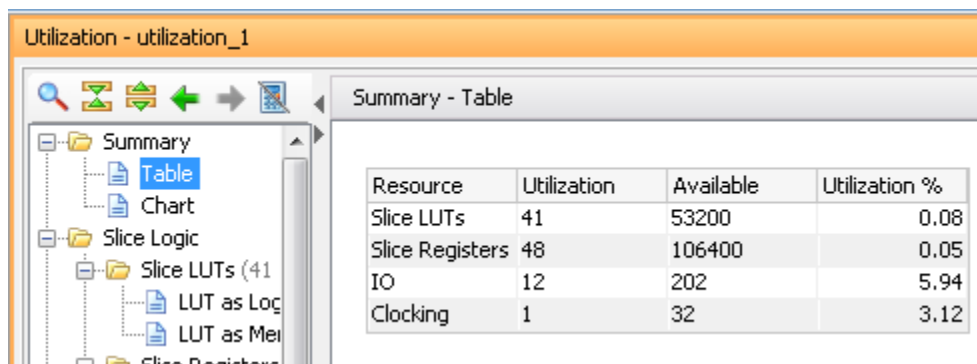 Utilization - utilization_1
Summary - Table
Summary
Table
Chart
Slice Logic
Slice LUTs (41
LUT as Log
LUT as Mer
Slice Registers
Resource Utilization Available Utilization %
Slice LUTs 41 53200 0.08
Slice Registers 48 106400 0.05
IO 12 202 5.94
Clocking 1 32 3.12